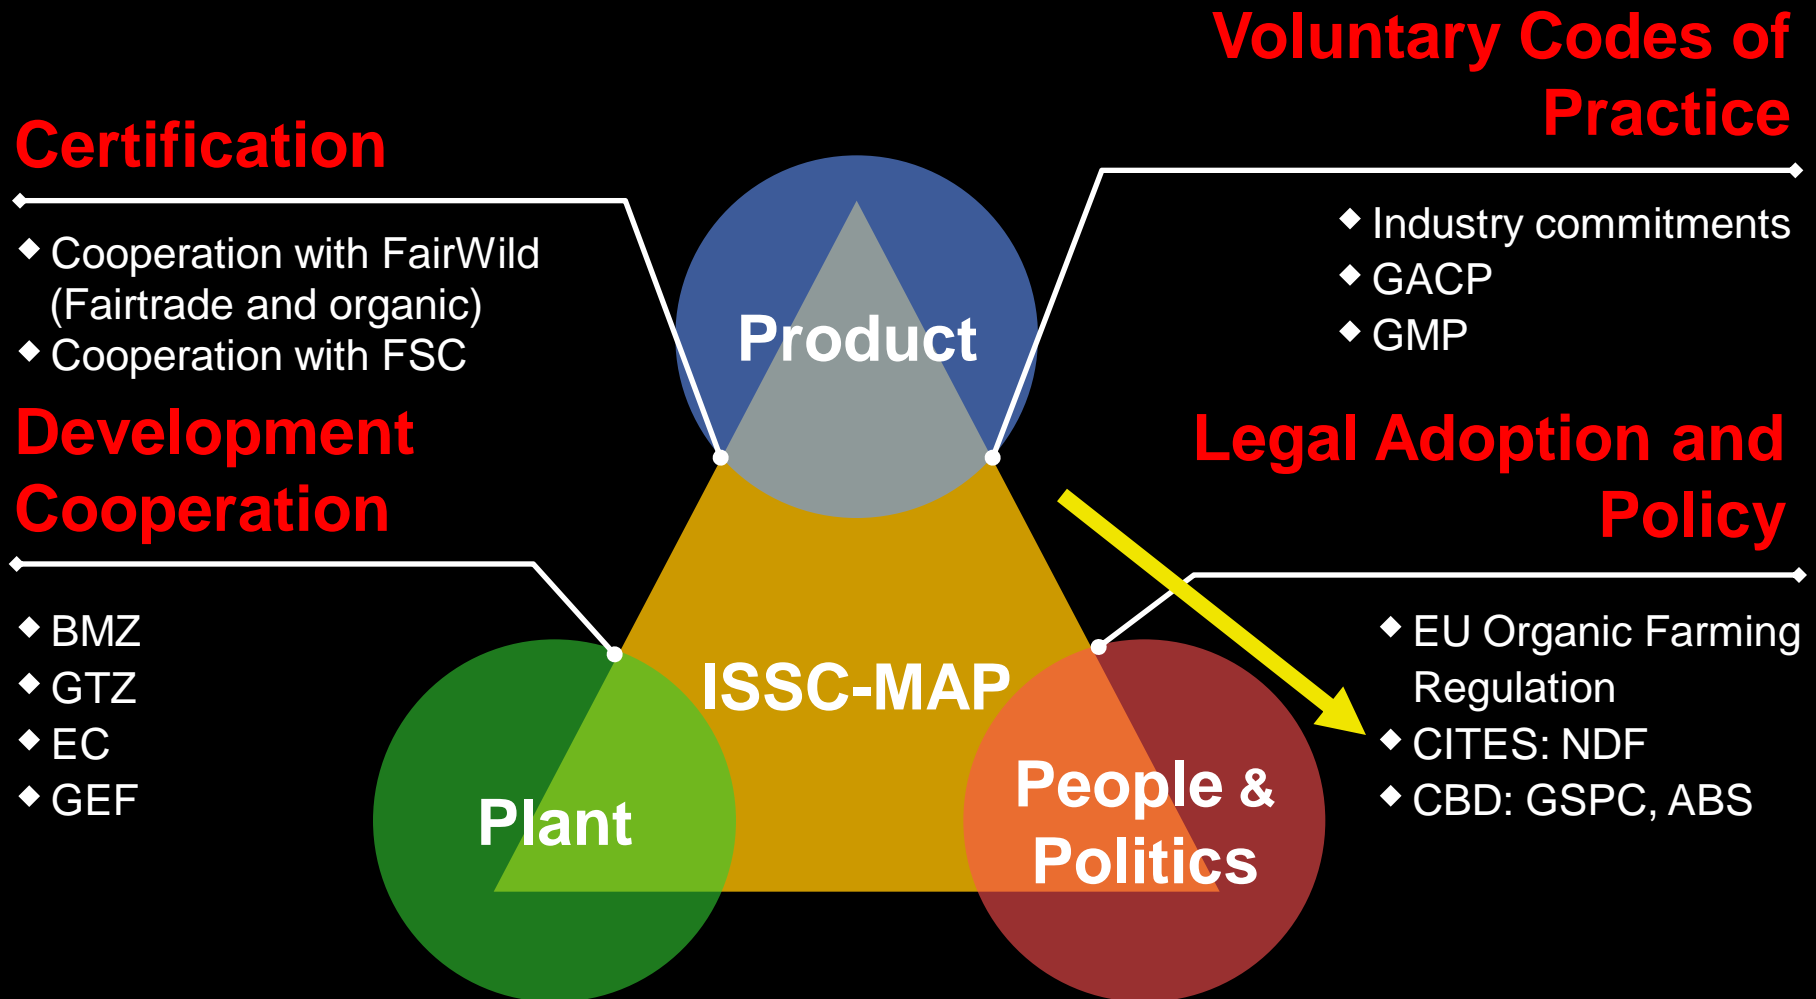 Voluntary Codes of
Practice
Certification
◆ Cooperation with FairWild
(Fairtrade and organic)
◆ Cooperation with FSC
◆ Industry commitments
◆ GACP
◆ GMP
Product
Development
Cooperation
◆ BMZ
◆ GTZ
◆ EC
◆ GEF
Legal Adoption and
Policy
◆ EU Organic Farming
Regulation
◆ CITES: NDF
◆ CBD: GSPC, ABS
ISSC-MAP
Plant
People &
Politics